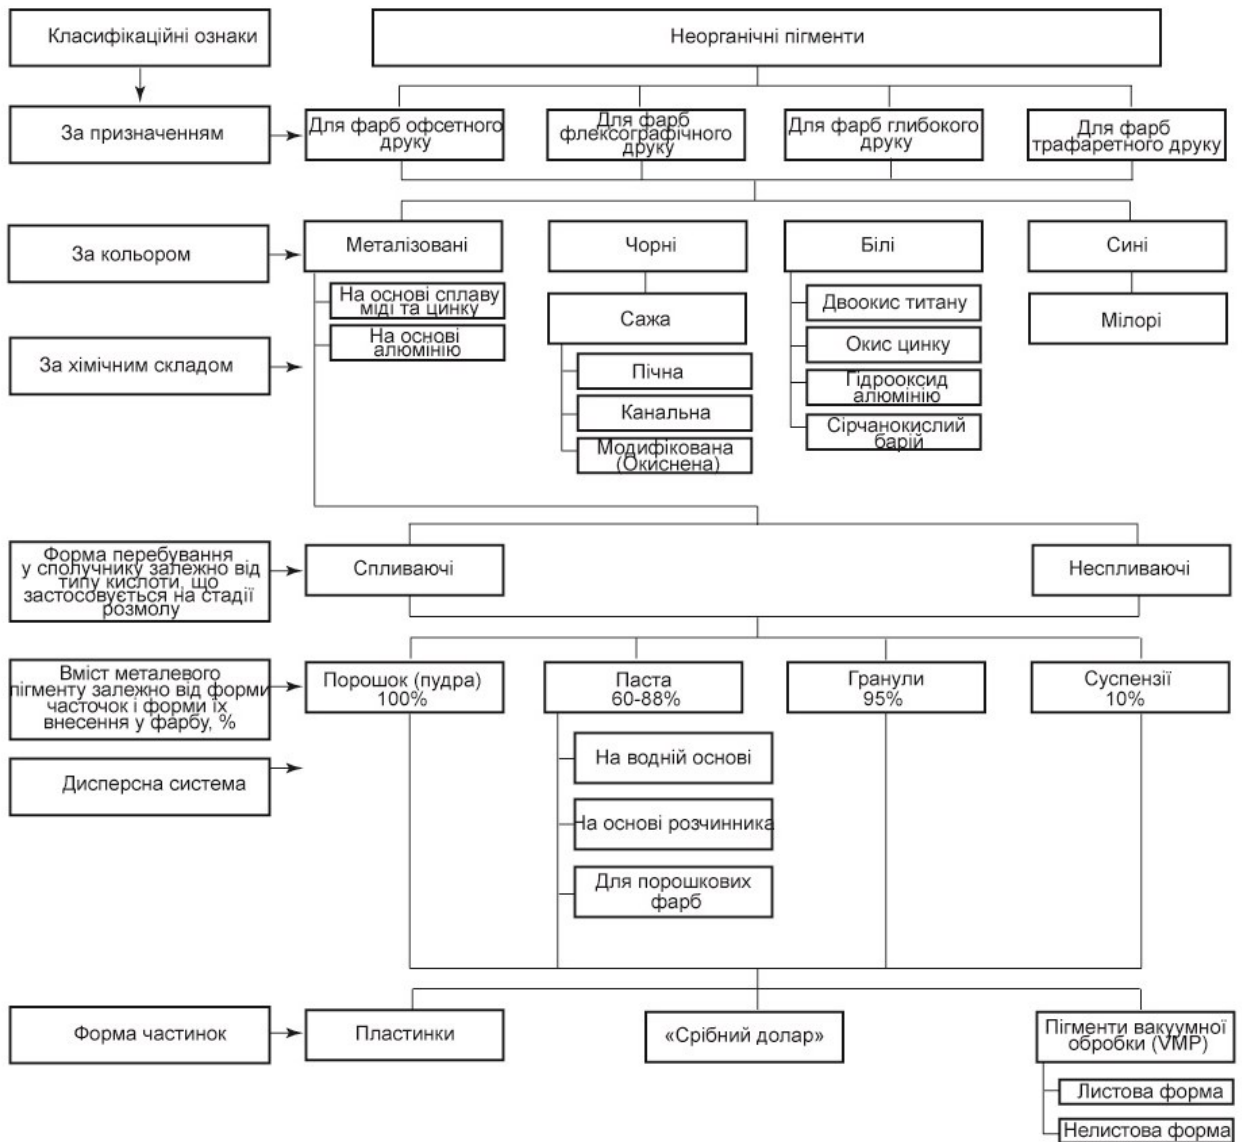 Класифікаційні ознаки
Неорганічні пігменти
За призначенням
Для фарб офсетного
друку
Для фарб
флексографічного
друку
Для фарб глибокого
друку
Для фарб
трафаретного друку
За кольором
Металізовані
Чорні
Білі
Сині
На основі сплаву
міді та цинку
На основі
алюмінію
Сажа
Двоокис титану
Мілорі
За хімічним складом
Пічна
Канальна
Модифікована
(Окиснена)
Окис цинку
Гідрооксид
алюмінію
Сірчанокислий
барій
Форма перебування
у сполучнику залежно від
типу кислоти, що
застосовується на стадії
розмолу
Спливаючі
Неспливаючі
Вміст металевого
пігменту залежно від форми
часточок і форми їх
внесення у фарбу, %
Порошок (пудра)
100%
Паста
60-88%
Гранули
95%
Суспензії
10%
Дисперсна система
На водній основі
На основі розчинника
Для порошкових
фарб
Форма частинок
Пластинки
«Срібний долар»
Пігменти вакуумної
обробки (VMP)
Листова форма
Нелистова форма